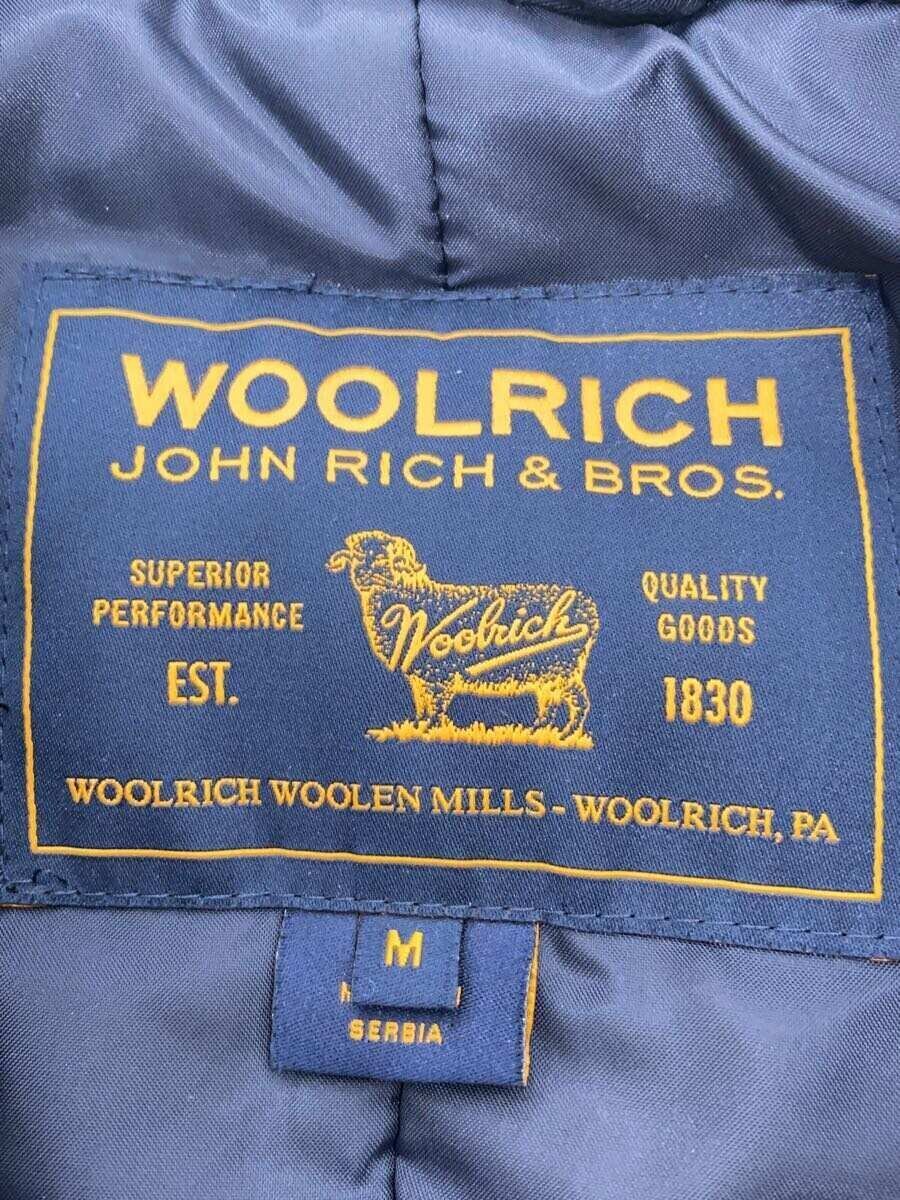 WOOLRICH
JOHN RICH & BROS.
SUPERIOR
PERFORMANCE
EST.
Woolrich
QUALITY
GOODS
1830
WOOLRICH WOOLEN MILLS - WOOLRICH, PA
M
SERBIA